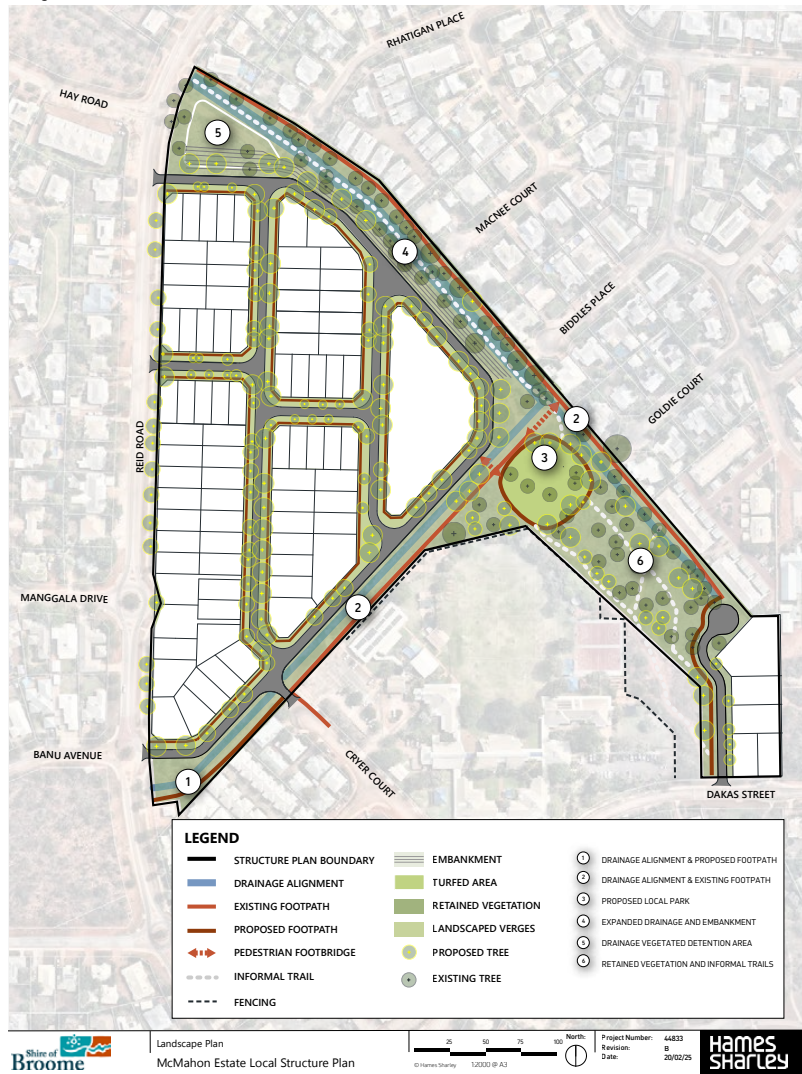 RHATIGAN PLACE
HAY ROAD
5
MACNEE COURT
4
BIDDLES PLACE
GOLDIE COURT
2
3
REID ROAD
6
MANGGALA DRIVE
2
BANU AVENUE
CRYER COURT
1
DAKAS STREET
LEGEND
STRUCTURE PLAN BOUNDARY
DRAINAGE ALIGNMENT
EXISTING FOOTPATH
PROPOSED FOOTPATH
PEDESTRIAN FOOTBRIDGE
INFORMAL TRAIL
FENCING
EMBANKMENT
TURFED AREA
RETAINED VEGETATION
LANDSCAPED VERGES
PROPOSED TREE
EXISTING TREE
1 DRAINAGE ALIGNMENT & PROPOSED FOOTPATH
2 DRAINAGE ALIGNMENT & EXISTING FOOTPATH
3 PROPOSED LOCAL PARK
4 EXPANDED DRAINAGE AND EMBANKMENT
5 DRAINAGE VEGETATED DETENTION AREA
6 RETAINED VEGETATION AND INFORMAL TRAILS
Shire of
Broome
Landscape Plan
McMahon Estate Local Structure Plan
25 50 75 100
© Hames Sharley 1:2000 @ A3
North:
Project Number: 44833
Revision: B
Date: 20/02/25
HAMES
SHARLEY